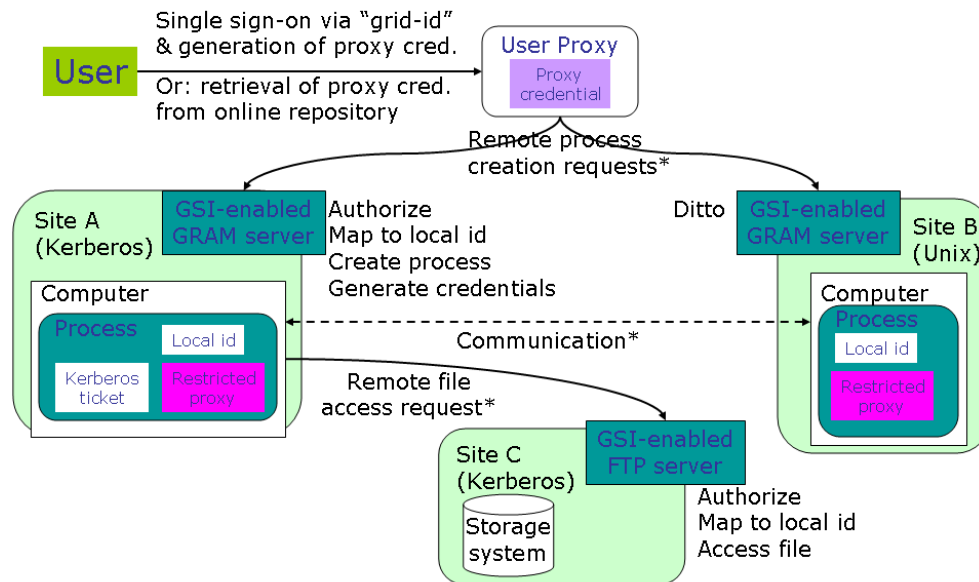 Single sign-on via “grid-id”
& generation of proxy cred.
User
Or: retrieval of proxy cred.
from online repository
User Proxy
Proxy
credential
Remote process
creation requests*
Site A
(Kerberos)
GSI-enabled
GRAM server
Authorize
Map to local id
Create process
Generate credentials
Ditto
GSI-enabled
GRAM server
Site B
(Unix)
Computer
Process
Local id
Kerberos
ticket
Restricted
proxy
Communication*
Computer
Process
Local id
Restricted
proxy
Remote file
access request*
Site C
(Kerberos)
GSI-enabled
FTP server
Storage
system
Authorize
Map to local id
Access file